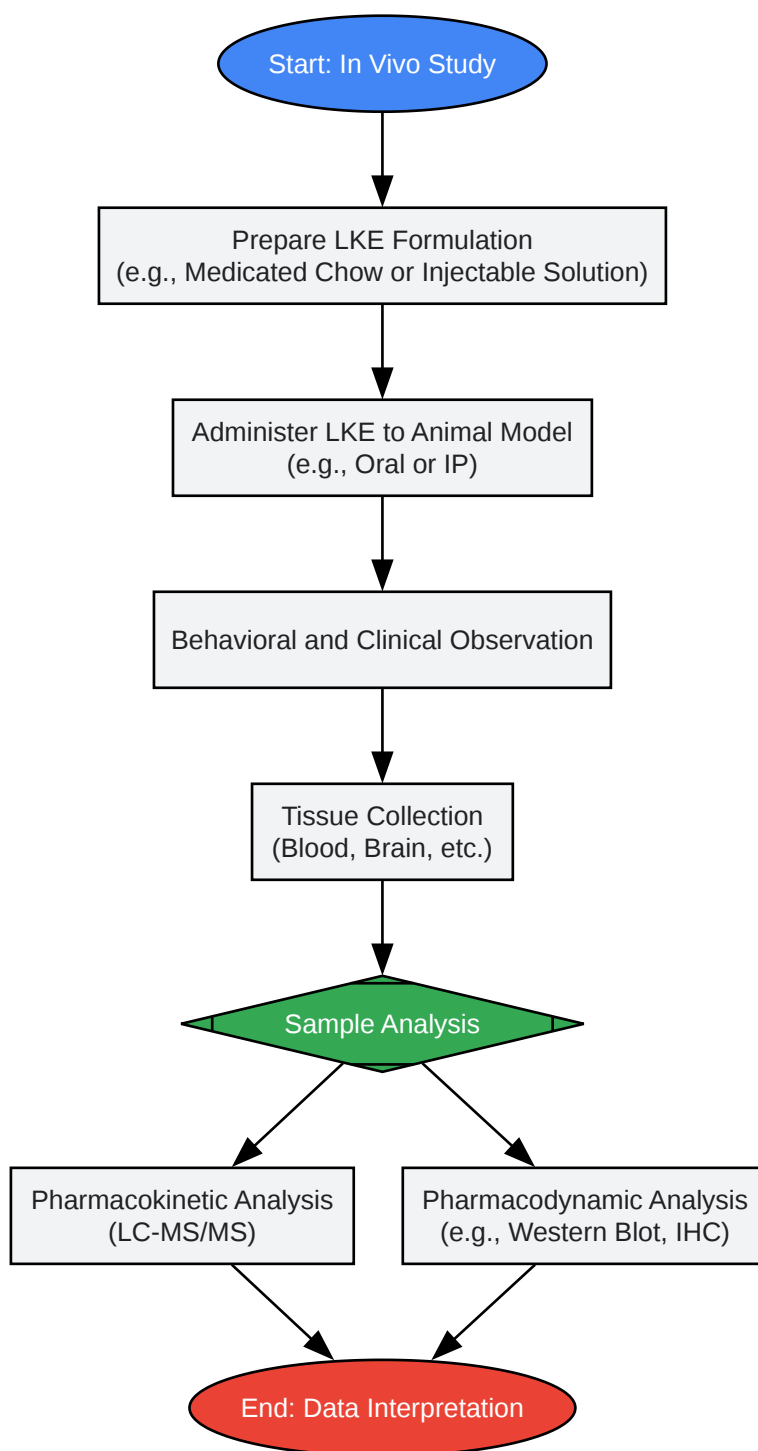 Start: In Vivo Study
Prepare LKE Formulation
(e.g., Medicated Chow or Injectable Solution)
Administer LKE to Animal Model
(e.g., Oral or IP)
Behavioral and Clinical Observation
Tissue Collection
(Blood, Brain, etc.)
Sample Analysis
Pharmacokinetic Analysis
(LC-MS/MS)
Pharmacodynamic Analysis
(e.g., Western Blot, IHC)
End: Data Interpretation